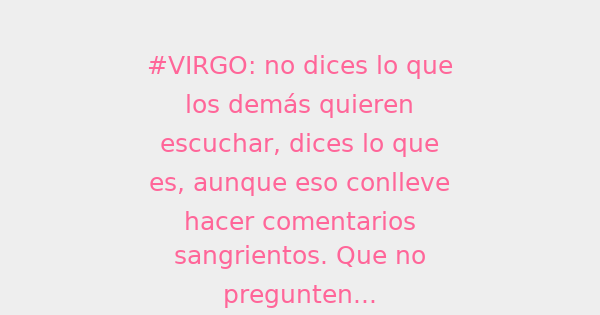 #VIRGO: no dices lo que
los demás quieren
escuchar, dices lo que
es, aunque eso conlleve
hacer comentarios
sangrientos. Que no
pregunten...